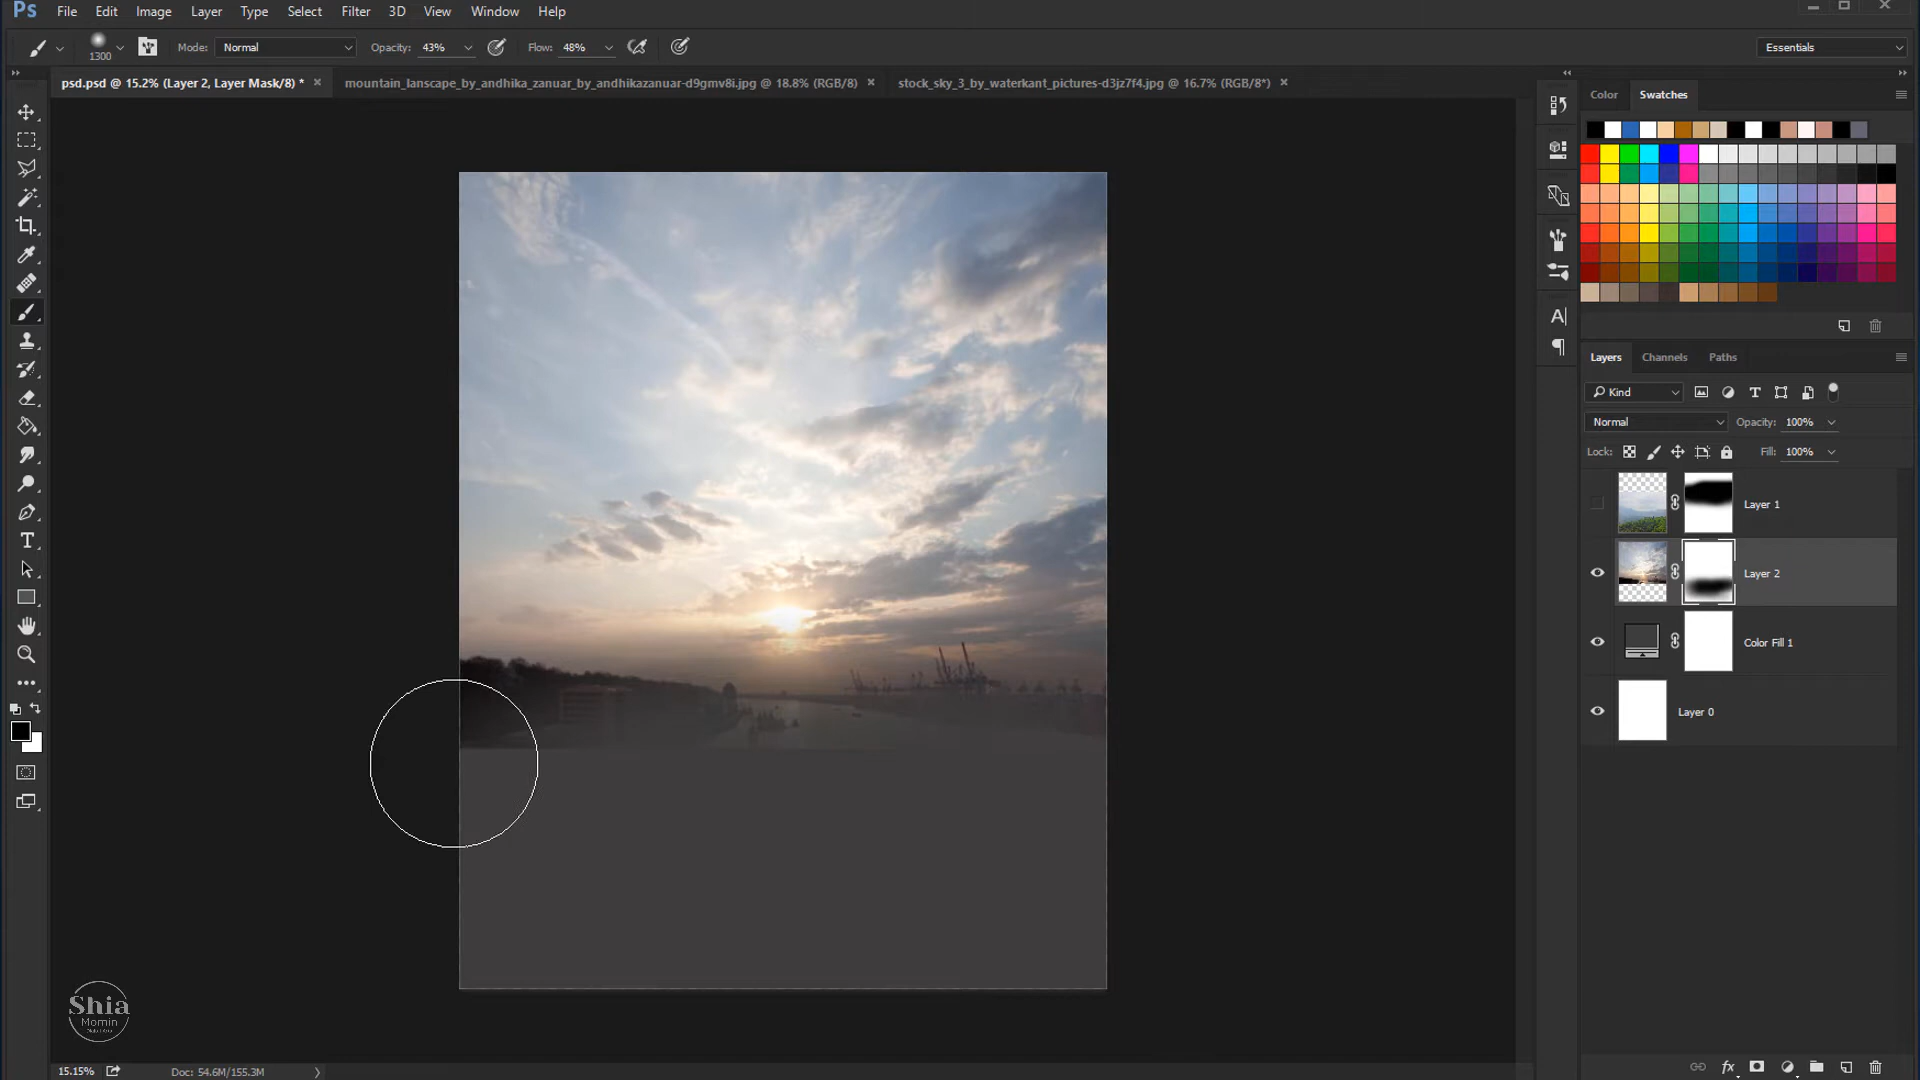 Ps File Edit Image Layer Type Select Filter 3D View Window Help
1300 Mode: Normal Opacity: 43% Flow: 48% Essentials
psd.psd @ 15.2% (Layer 2, Layer Mask/8) * × mountain_lanscape_by_andhika_zanuar_by_andhikazanuar-d9gmv8i.jpg @ 18.8% (RGB/8) × stock_sky_3_by_waterkant_pictures-d3jz7f4.jpg @ 16.7% (RGB/8*) ×
Color Swatches
Layers Channels Paths
Kind
Normal Opacity: 100%
Lock: Fill: 100%
Layer 1
Layer 2
Color Fill 1
Layer 0
Shia
Momin
15.15% Doc: 54.6M/155.3M